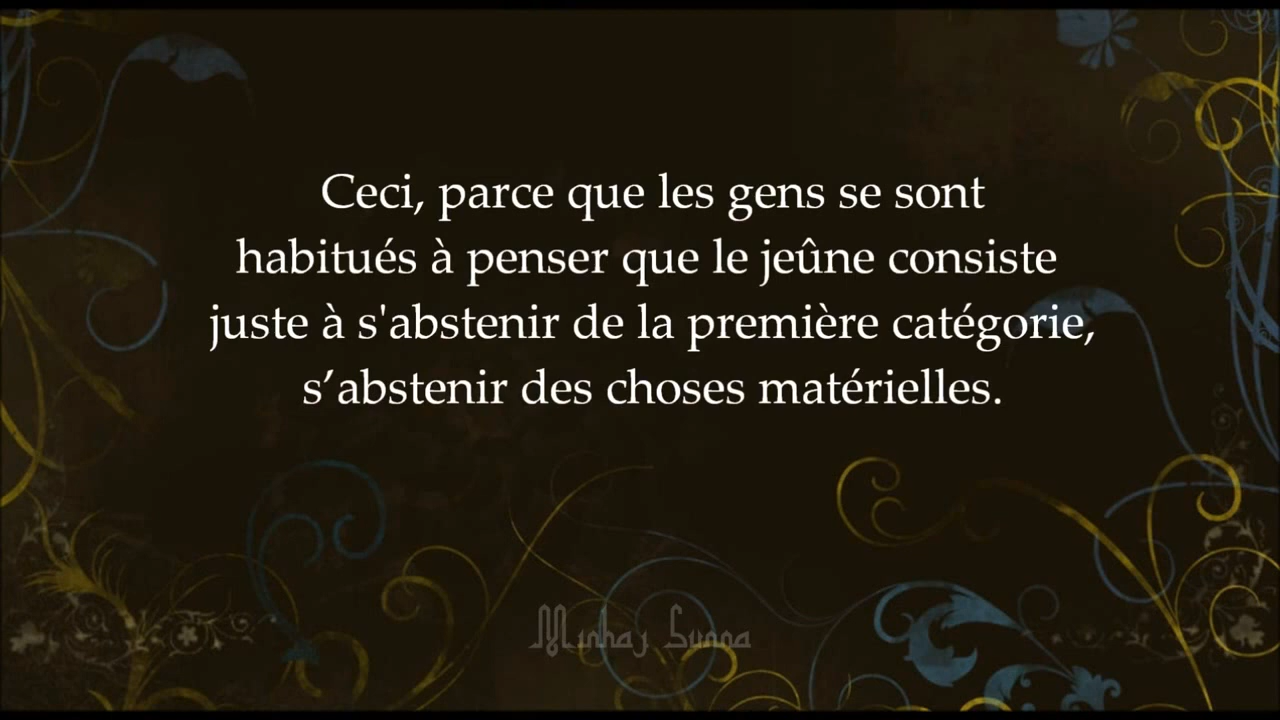 Ceci, parce que les gens se sont
habitués à penser que le jeûne consiste
juste à s'abstenir de la première catégorie,
s’abstenir des choses matérielles.
Minhaj Sunna